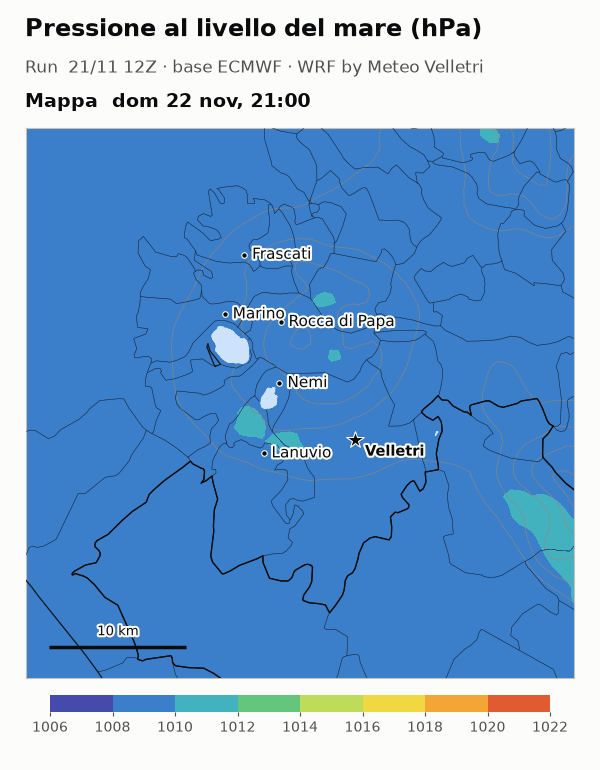 Pressione al livello del mare (hPa)
Run  21/11 12Z · base ECMWF · WRF by Meteo Velletri
Mappa  dom 22 nov, 21:00
Frascati
Marino
Rocca di Papa
Nemi
Velletri
Lanuvio
10 km
1006 1008 1010 1012 1014 1016 1018 1020 1022